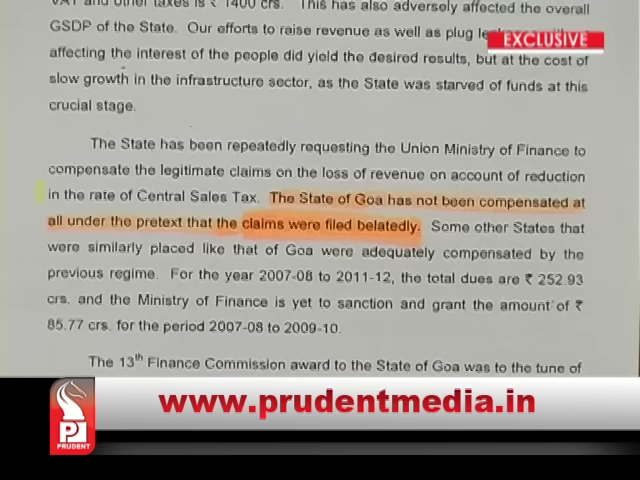 VAT and other taxes is ₹ 1400 crs. This has also adversely affected the overall
GSDP of the State. Our efforts to raise revenue as well as plug
EXCLUSIVE
affecting the interest of the people did yield the desired results, but at the cost of
slow growth in the infrastructure sector, as the State was starved of funds at this
crucial stage.
The State has been repeatedly requesting the Union Ministry of Finance to
compensate the legitimate claims on the loss of revenue on account of reduction
in the rate of Central Sales Tax. The State of Goa has not been compensated at
all under the pretext that the claims were filed belatedly. Some other States that
were similarly placed like that of Goa were adequately compensated by the
previous regime. For the year 2007-08 to 2011-12, the total dues are ₹ 252.93
crs. and the Ministry of Finance is yet to sanction and grant the amount of ₹
85.77 crs. for the period 2007-08 to 2009-10.
The 13th Finance Commission award to the State of Goa was to the tune of
www.prudentmedia.in
PRUDENT